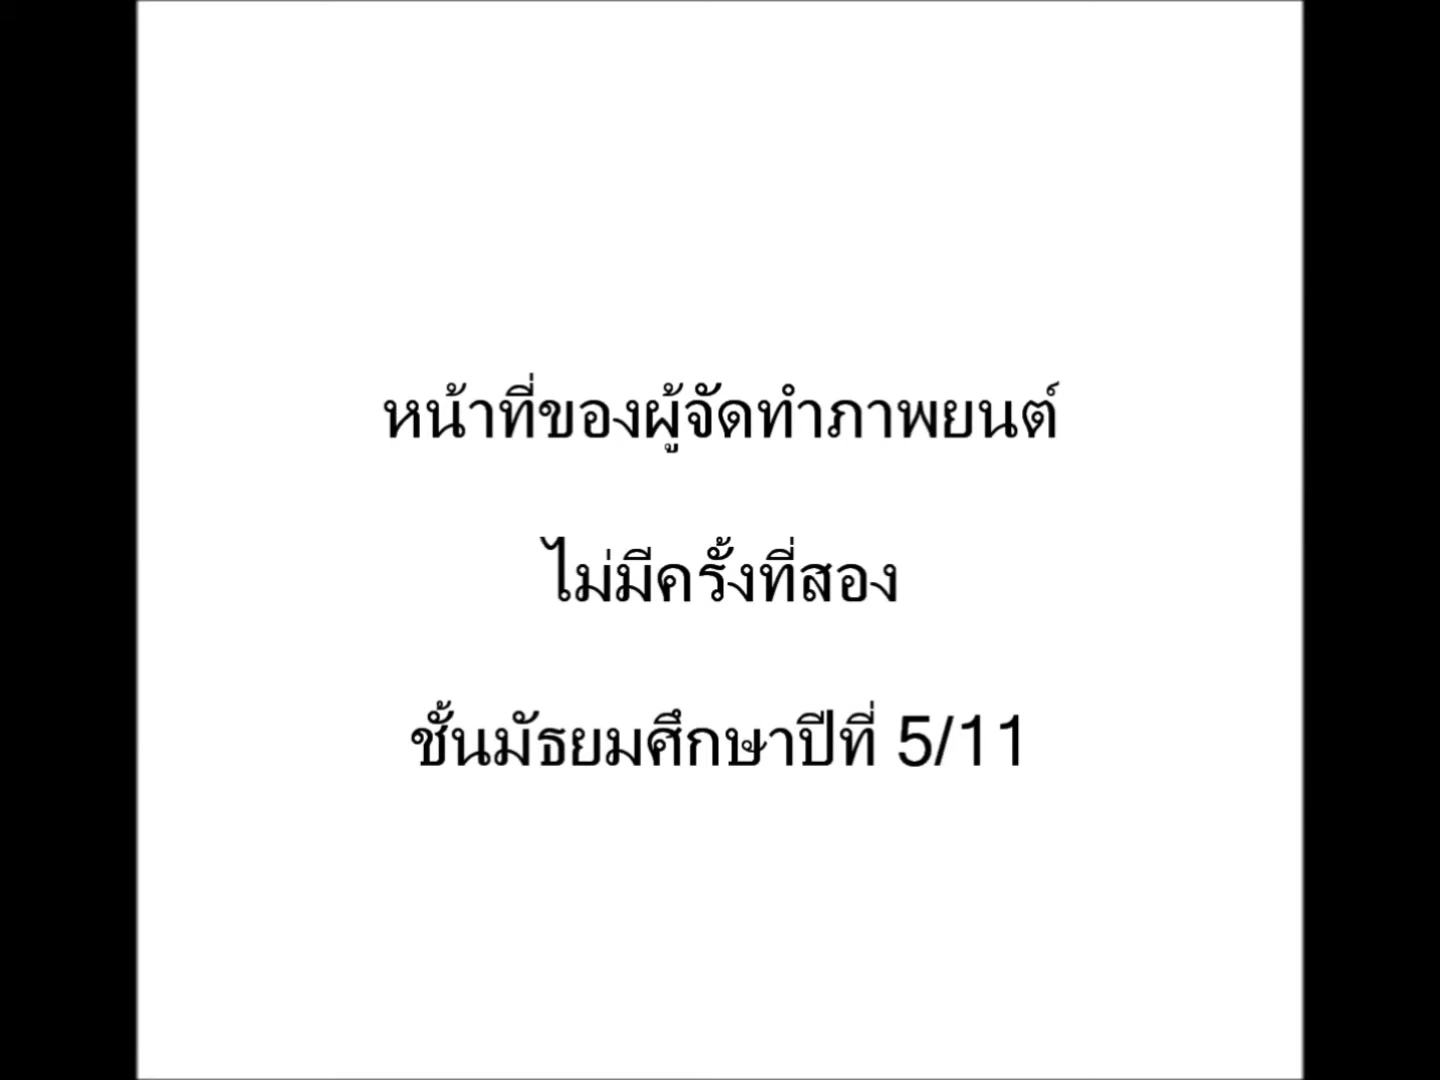 หน้าที่ของผู้จัดทำภาพยนต์
ไม่มีครั้งที่สอง
ชั้นมัธยมศึกษาปีที่ 5/11